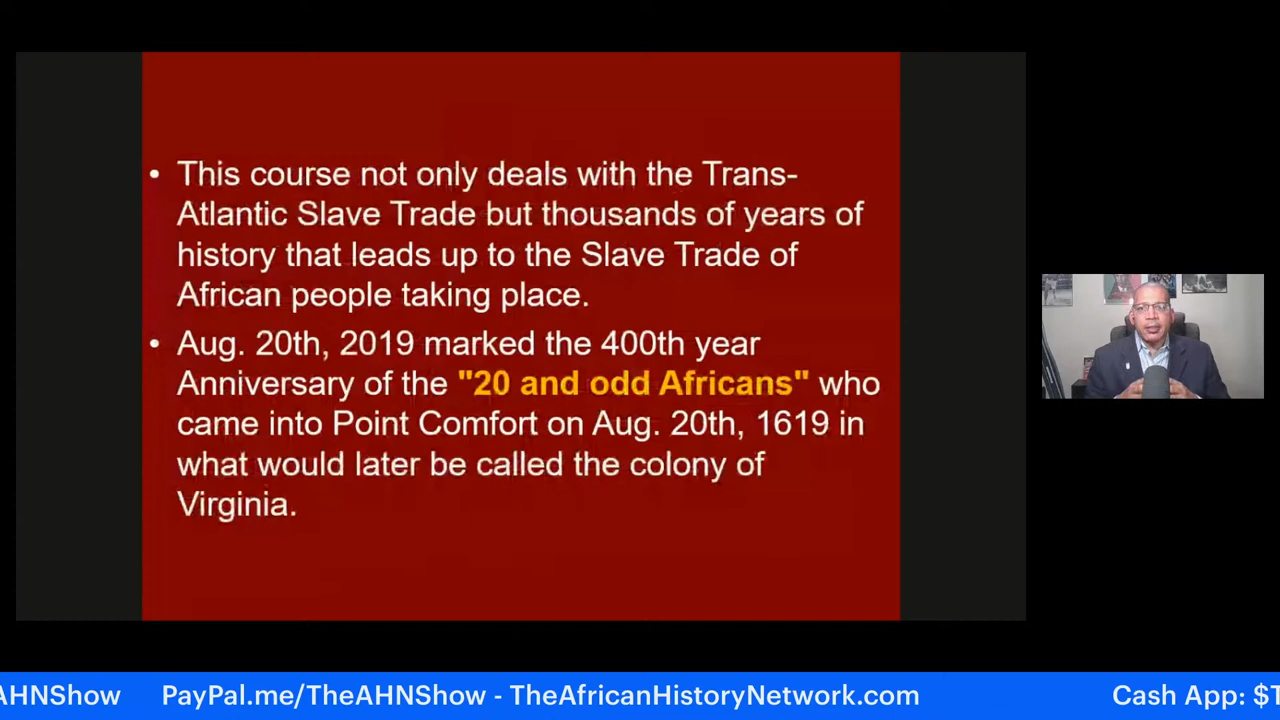 • This course not only deals with the Trans-
Atlantic Slave Trade but thousands of years of
history that leads up to the Slave Trade of
African people taking place.
• Aug. 20th, 2019 marked the 400th year
Anniversary of the "20 and odd Africans" who
came into Point Comfort on Aug. 20th, 1619 in
what would later be called the colony of
Virginia.
AHNShow PayPal.me/TheAHNShow - TheAfricanHistoryNetwork.com Cash App: $T